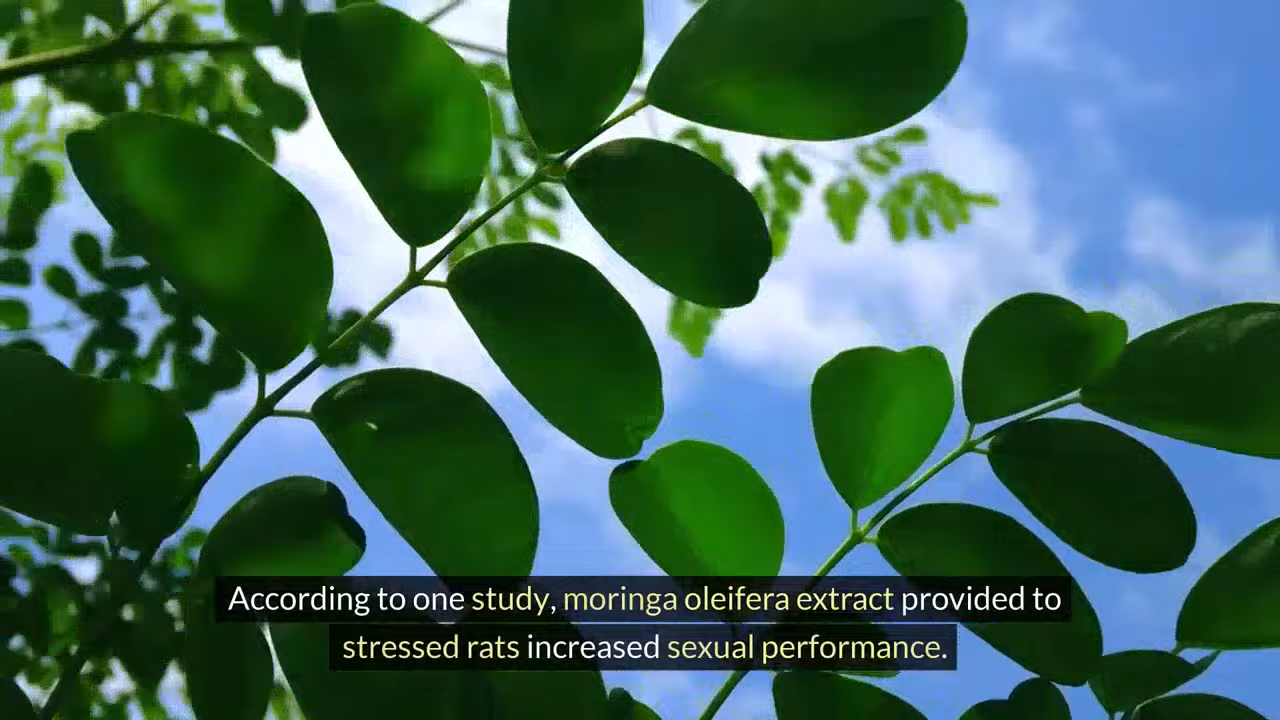 According to one study, moringa oleifera extract provided to
stressed rats increased sexual performance.